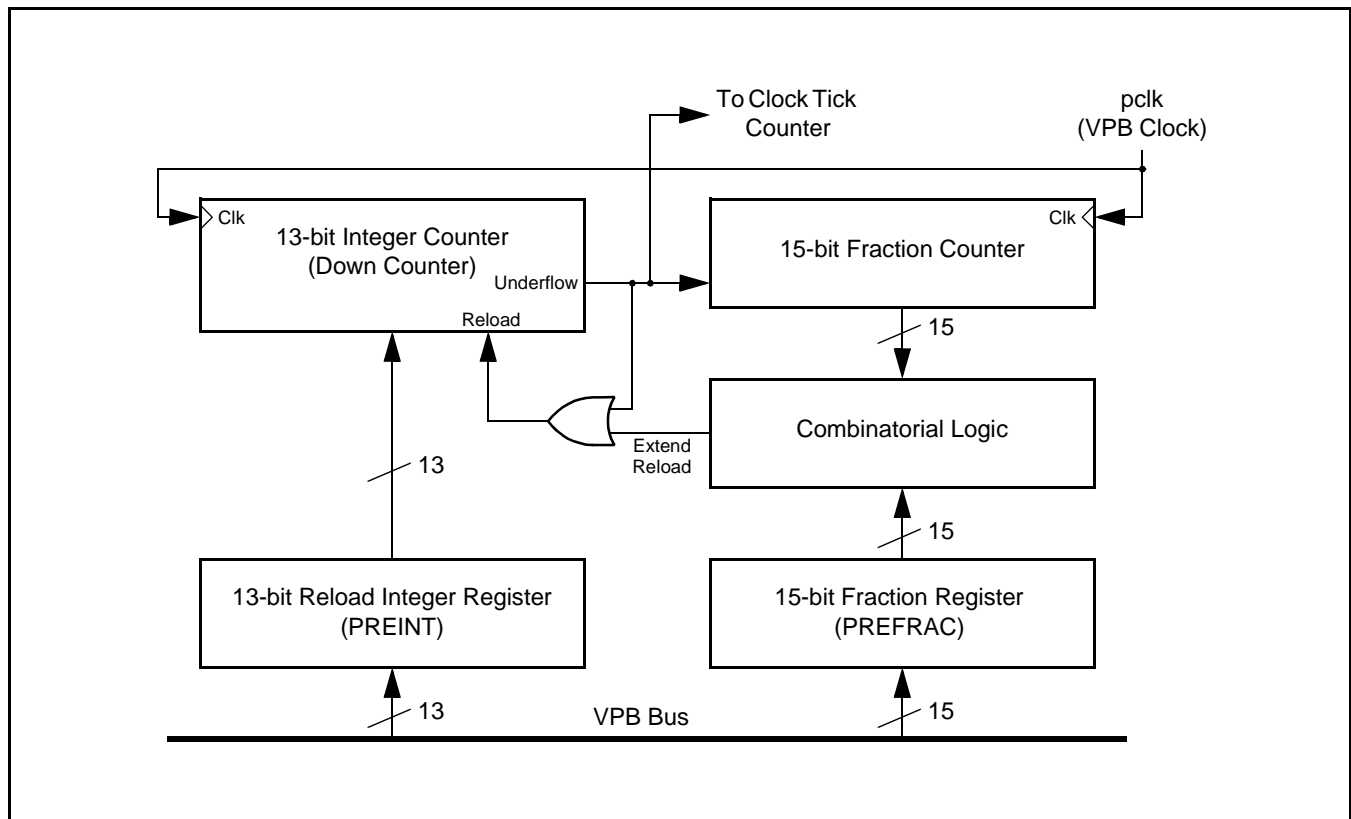 To Clock Tick
Counter
pclk
(VPB Clock)
Clk
13-bit Integer Counter
(Down Counter)
Underflow
Reload
Clk
15-bit Fraction Counter
15
Combinatorial Logic
Extend
Reload
13
15
13-bit Reload Integer Register
(PREINT)
15-bit Fraction Register
(PREFRAC)
13
VPB Bus
15